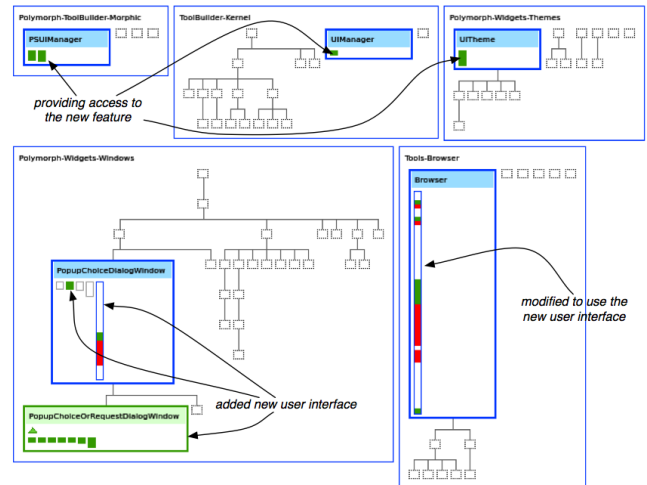 Polymorph-ToolBuilder-Morphic
PSUIManager
ToolBuilder-Kernel
UIManager
Polymorph-Widgets-Themes
UITheme
providing access to
the new feature
Polymorph-Widgets-Windows
PopupChoiceDialogWindow
PopupChoiceOrRequestDialogWindow
added new user interface
Tools-Browser
Browser
modified to use the
new user interface